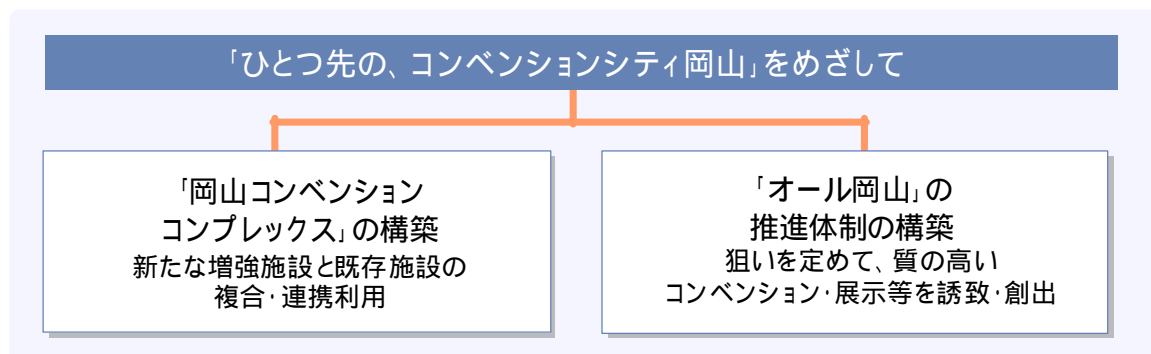 「ひとつ先の、コンベンションシティ岡山」をめざして
「岡山コンベンション
コンプレックス」の構築
新たな増強施設と既存施設の
複合・連携利用
「オール岡山」の
推進体制の構築
狙いを定めて、質の高い
コンベンション・展示等を誘致・創出